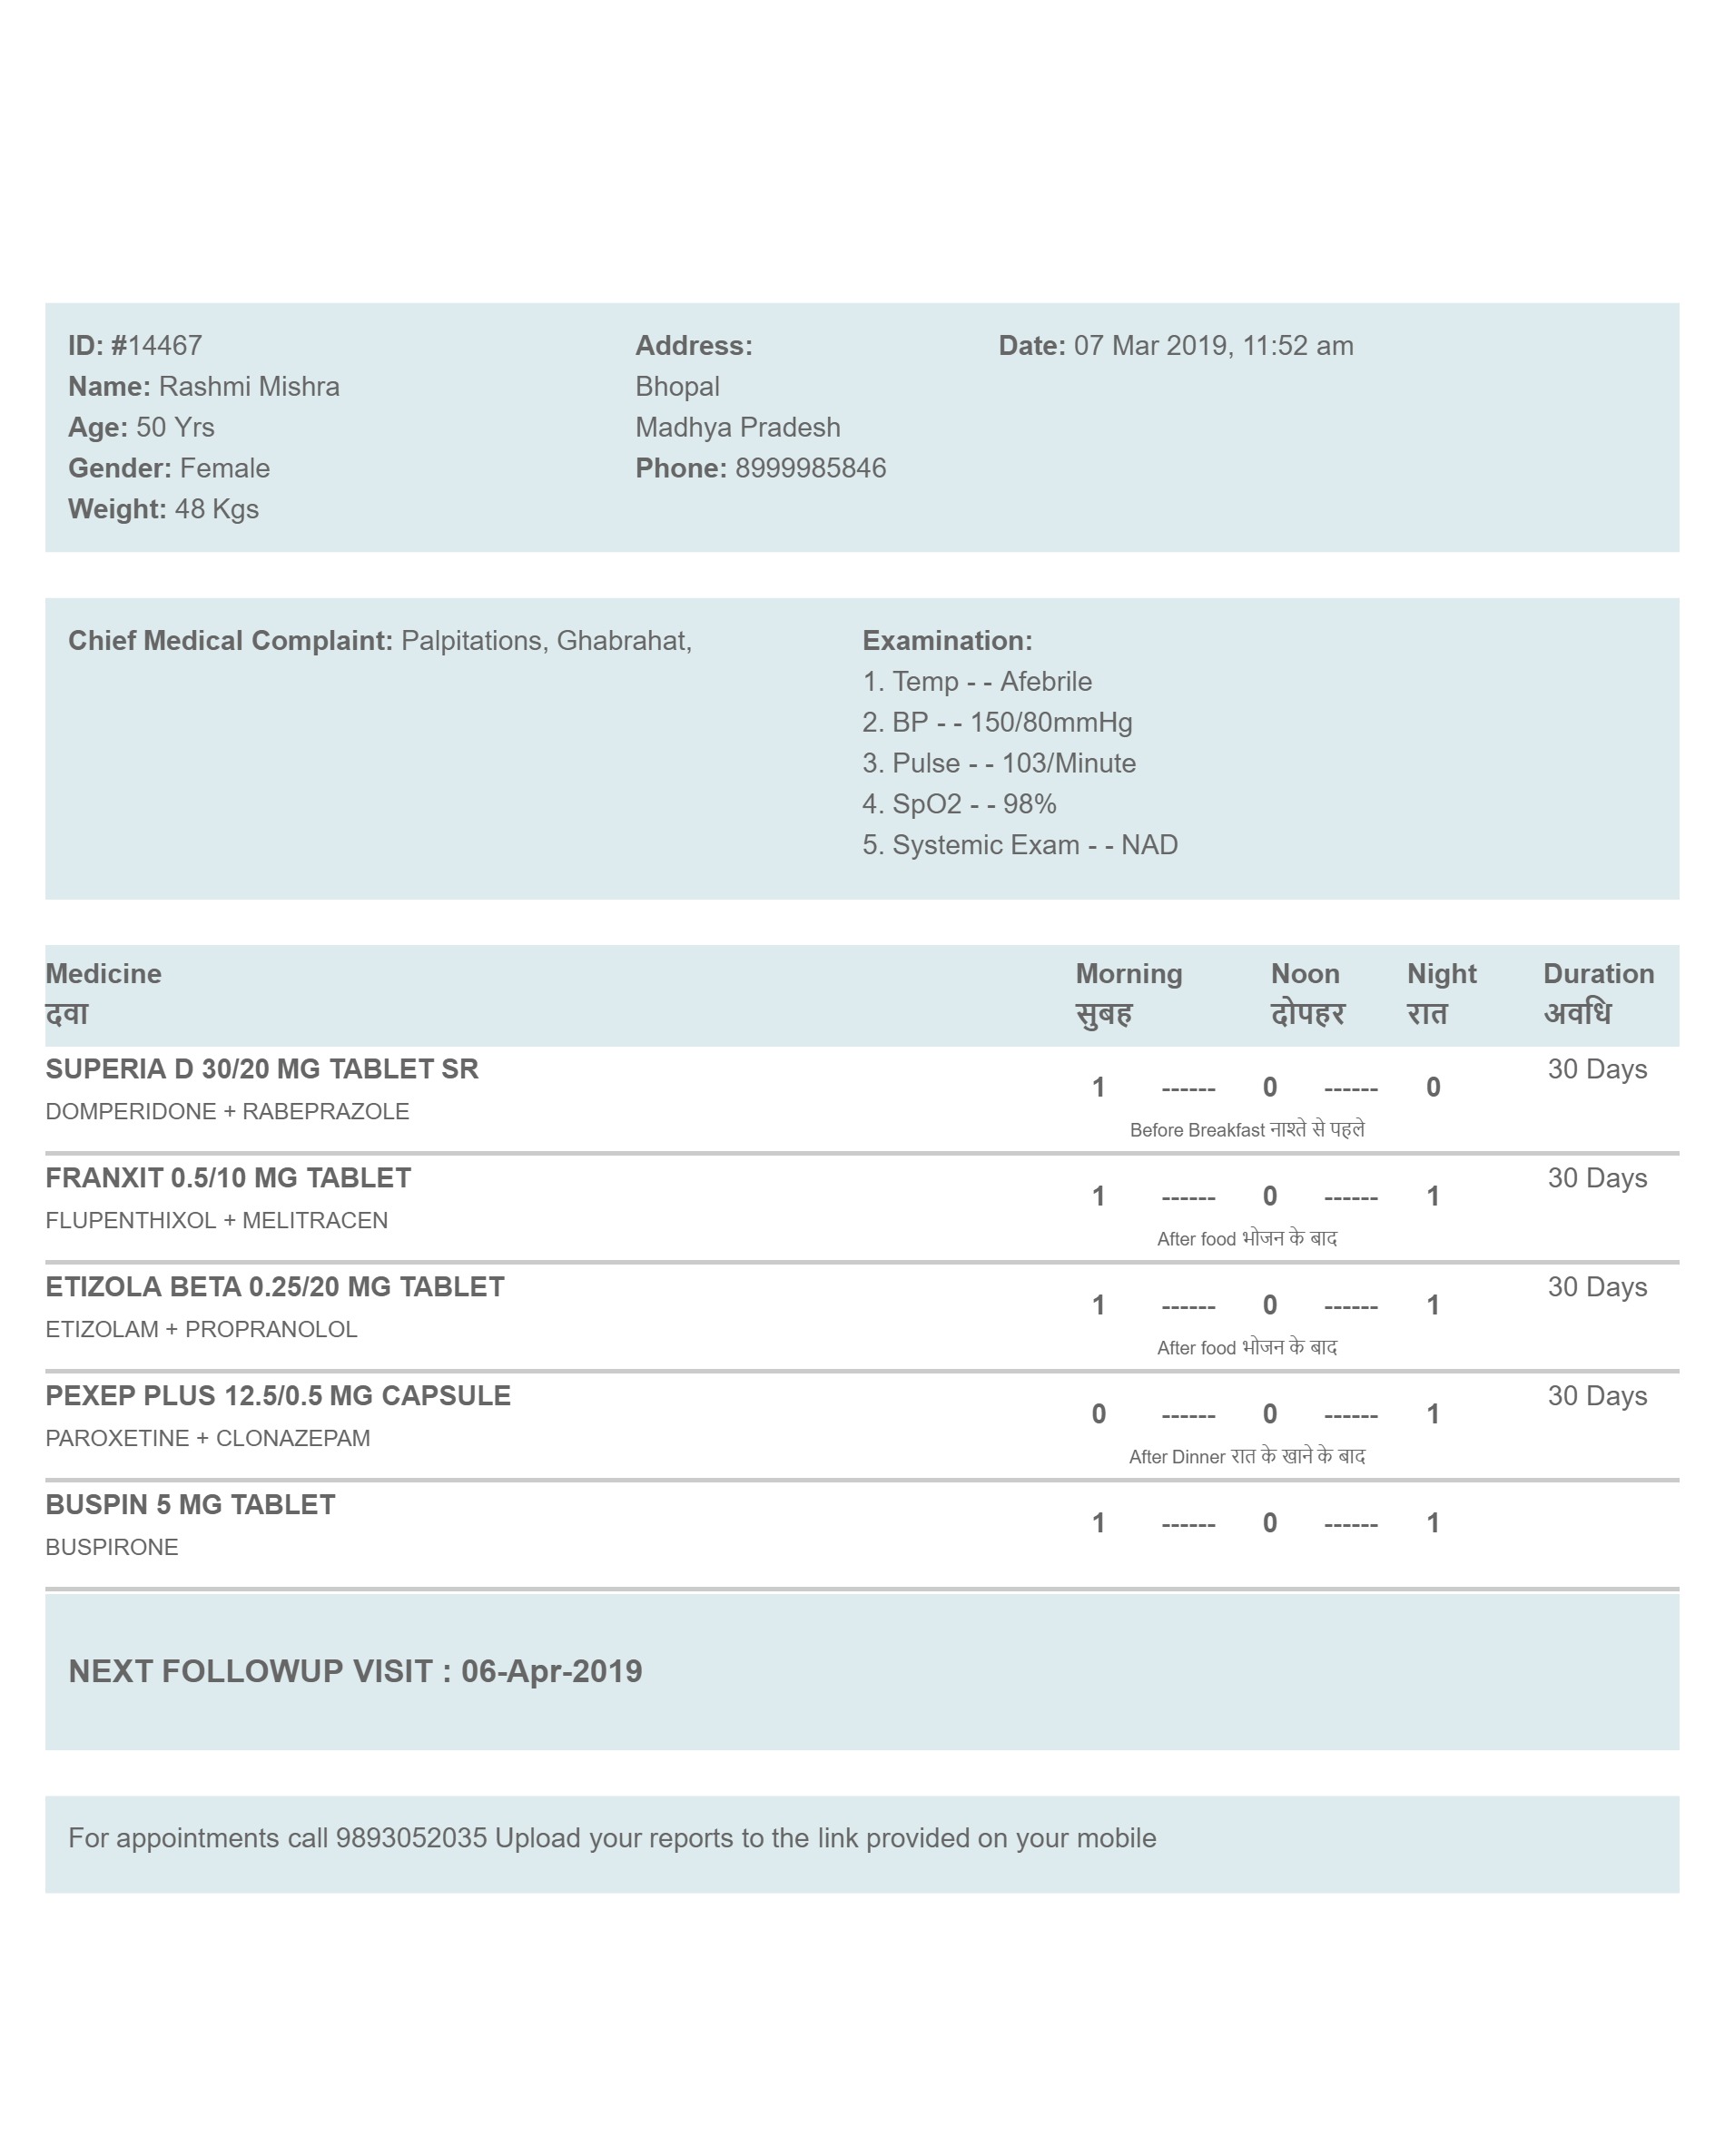 ID: #14467
Name: Rashmi Mishra
Age: 50 Yrs
Gender: Female
Weight: 48 Kgs
Address:
Bhopal
Madhya Pradesh
Phone: 8999985846
Date: 07 Mar 2019, 11:52 am
Chief Medical Complaint: Palpitations, Ghabrahat,
Examination:
1. Temp - - Afebrile
2. BP - - 150/80mmHg
3. Pulse - - 103/Minute
4. SpO2 - - 98%
5. Systemic Exam - - NAD
Medicine Morning Noon Night Duration
दवा सुबह दोपहर रात अवधि
SUPERIA D 30/20 MG TABLET SR 30 Days
1 ------ 0 ------ 0
DOMPERIDONE + RABEPRAZOLE
Before Breakfast नाश्ते से पहले
FRANXIT 0.5/10 MG TABLET 30 Days
1 ------ 0 ------ 1
FLUPENTHIXOL + MELITRACEN
After food भोजन के बाद
ETIZOLA BETA 0.25/20 MG TABLET 30 Days
1 ------ 0 ------ 1
ETIZOLAM + PROPRANOLOL
After food भोजन के बाद
PEXEP PLUS 12.5/0.5 MG CAPSULE 30 Days
0 ------ 0 ------ 1
PAROXETINE + CLONAZEPAM
After Dinner रात के खाने के बाद
BUSPIN 5 MG TABLET
1 ------ 0 ------ 1
BUSPIRONE
NEXT FOLLOWUP VISIT : 06-Apr-2019
For appointments call 9893052035 Upload your reports to the link provided on your mobile